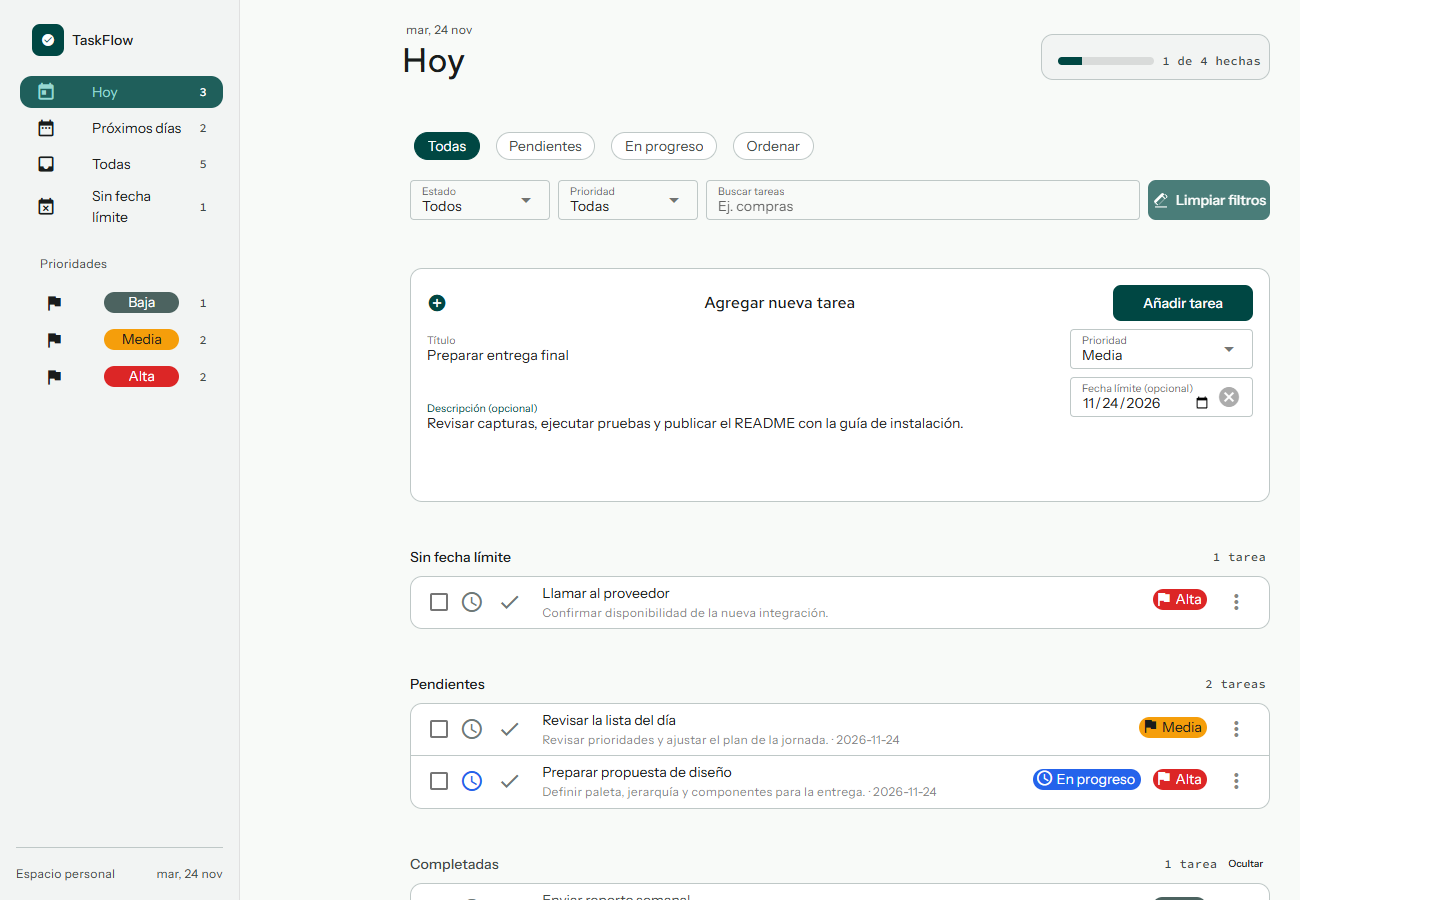 TaskFlow
Hoy 3
Próximos días 2
Todas 5
Sin fecha
límite 1
Prioridades
Baja 1
Media 2
Alta 2
Espacio personal mar, 24 nov
mar, 24 nov
Hoy
1 de 4 hechas
Todas Pendientes En progreso Ordenar
Estado
Todos
Prioridad
Todas
Buscar tareas
Ej. compras
Limpiar filtros
Agregar nueva tarea
Añadir tarea
Título
Preparar entrega final
Prioridad
Media
Fecha límite (opcional)
11/24/2026
Descripción (opcional)
Revisar capturas, ejecutar pruebas y publicar el README con la guía de instalación.
Sin fecha límite 1 tarea
Llamar al proveedor
Confirmar disponibilidad de la nueva integración.
Alta
Pendientes 2 tareas
Revisar la lista del día
Revisar prioridades y ajustar el plan de la jornada. · 2026-11-24
Media
Preparar propuesta de diseño
Definir paleta, jerarquía y componentes para la entrega. · 2026-11-24
En progreso Alta
Completadas 1 tarea Ocultar
Enviar reporte semanal